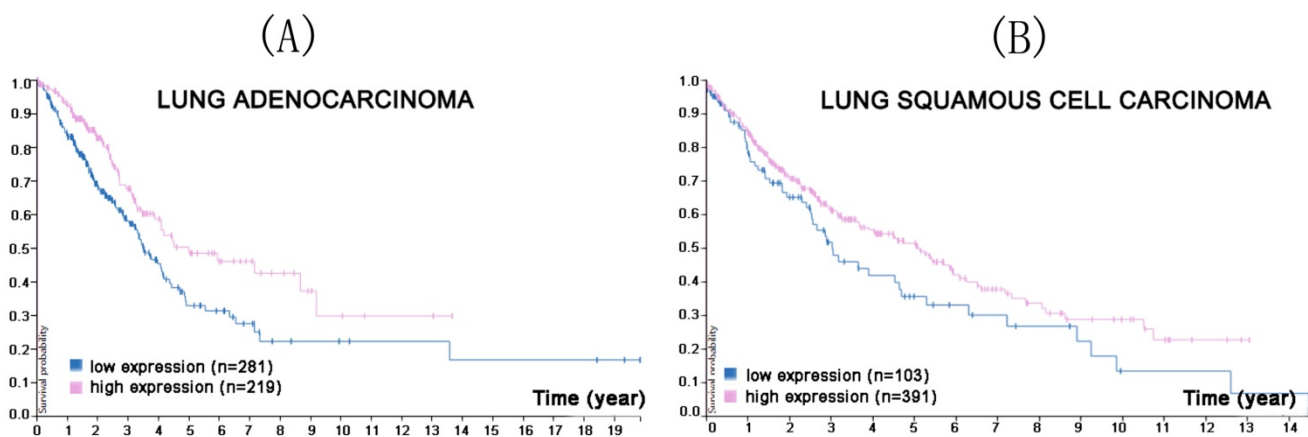 (A)
LUNG ADENOCARCINOMA
1.0
0.9
0.8
0.7
0.6
0.5
0.4
0.3
0.2
0.1
0.0
Survival probability
low expression (n=281)
high expression (n=219)
Time (year)
1 2 3 4 5 6 7 8 9 10 11 12 13 14 15 16 17 18 19
(B)
LUNG SQUAMOUS CELL CARCINOMA
1.0
0.9
0.8
0.7
0.6
0.5
0.4
0.3
0.2
0.1
0.0
Survival probability
low expression (n=103)
high expression (n=391)
Time (year)
0 1 2 3 4 5 6 7 8 9 10 11 12 13 14